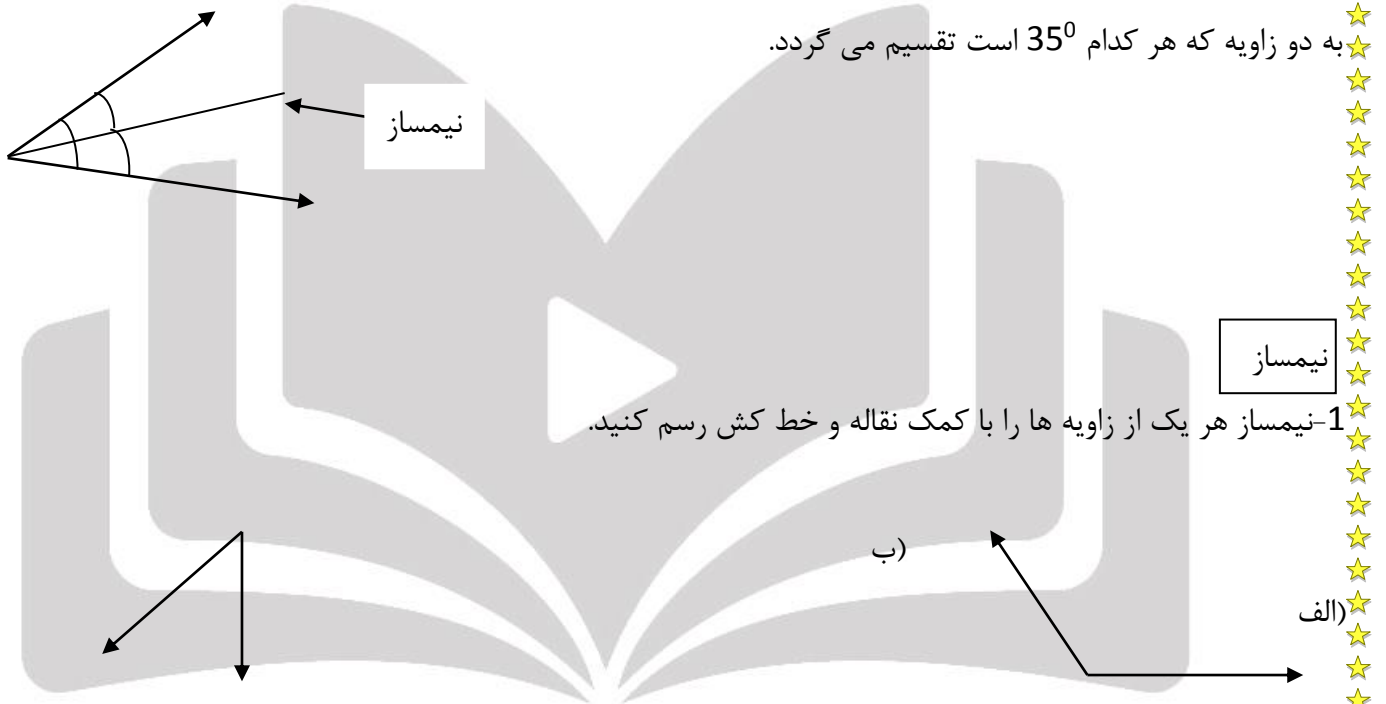 به دو زاویه که هر کدام 35⁰ است تقسیم می گردد.
نیمساز
نیمساز
1-نیمساز هر یک از زاویه ها را با کمک نقاله و خط کش رسم کنید.
الف)
ب)